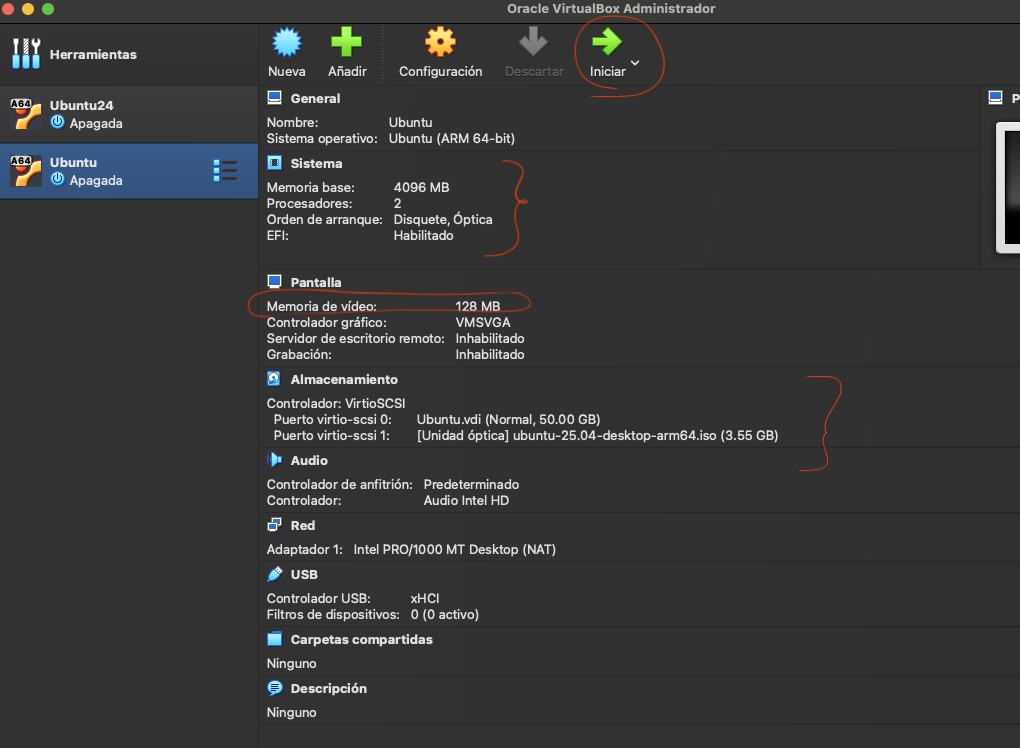 Oracle VirtualBox Administrador
Herramientas
Nueva
Añadir
Configuración
Descartar
Iniciar
A64
Ubuntu24
Apagada
A64
Ubuntu
Apagada
General
Nombre: Ubuntu
Sistema operativo: Ubuntu (ARM 64-bit)
Sistema
Memoria base: 4096 MB
Procesadores: 2
Orden de arranque: Disquete, Óptica
EFI: Habilitado
Pantalla
Memoria de vídeo: 128 MB
Controlador gráfico: VMSVGA
Servidor de escritorio remoto: Inhabilitado
Grabación: Inhabilitado
Almacenamiento
Controlador: VirtioSCSI
Puerto virtio-scsi 0: Ubuntu.vdi (Normal, 50.00 GB)
Puerto virtio-scsi 1: [Unidad óptica] ubuntu-25.04-desktop-arm64.iso (3.55 GB)
Audio
Controlador de anfitrión: Predeterminado
Controlador: Audio Intel HD
Red
Adaptador 1: Intel PRO/1000 MT Desktop (NAT)
USB
Controlador USB: xHCI
Filtros de dispositivos: 0 (0 activo)
Carpetas compartidas
Ninguno
Descripción
Ninguno
P